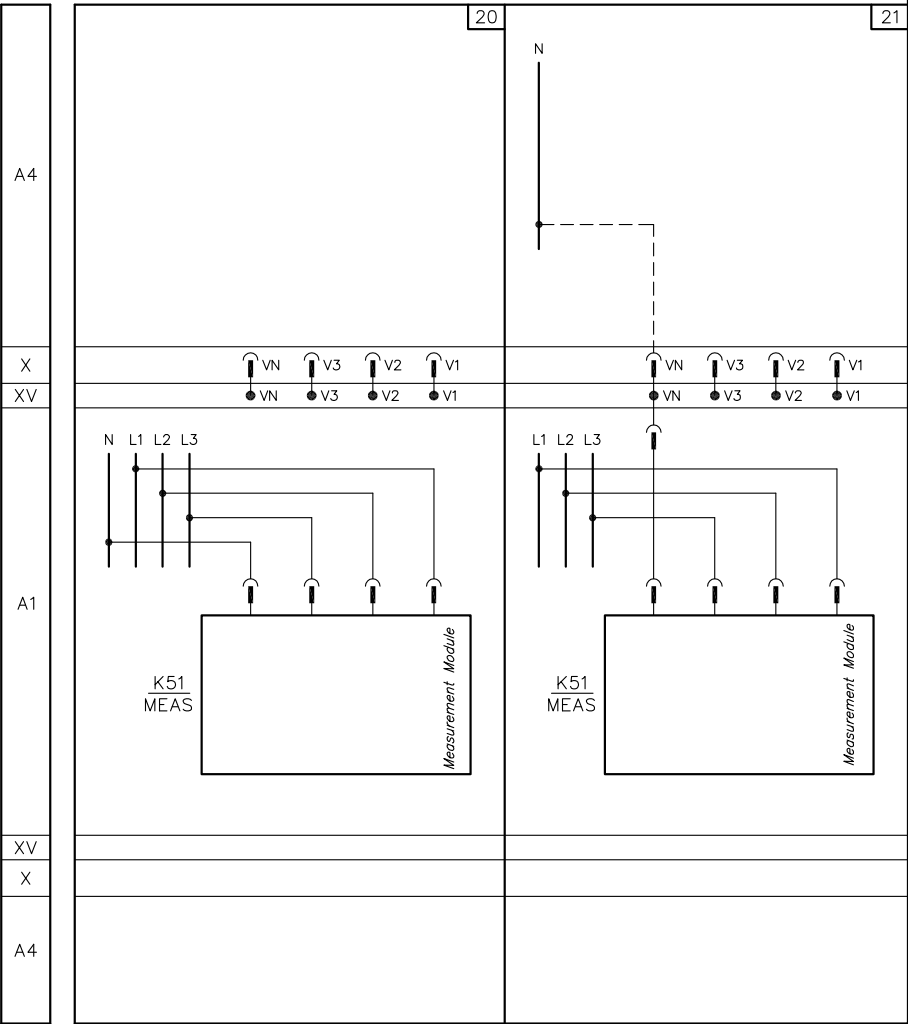 20
21
N
A4
X
VN V3 V2 V1
VN V3 V2 V1
XV
VN V3 V2 V1
VN V3 V2 V1
N L1 L2 L3
L1 L2 L3
A1
K51
MEAS
Measurement Module
K51
MEAS
Measurement Module
XV
X
A4